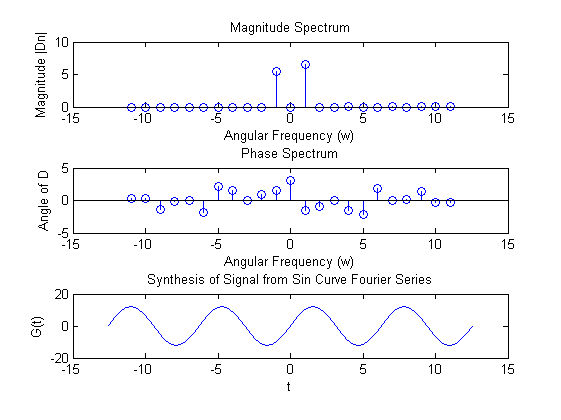 Magnitude Spectrum
Magnitude |Dn|
10
5
0
-15 -10 -5 0 5 10 15
Angular Frequency (w)
Phase Spectrum
Angle of D
5
0
-5
-15 -10 -5 0 5 10 15
Angular Frequency (w)
Synthesis of Signal from Sin Curve Fourier Series
G(t)
20
0
-20
-15 -10 -5 0 5 10 15
t